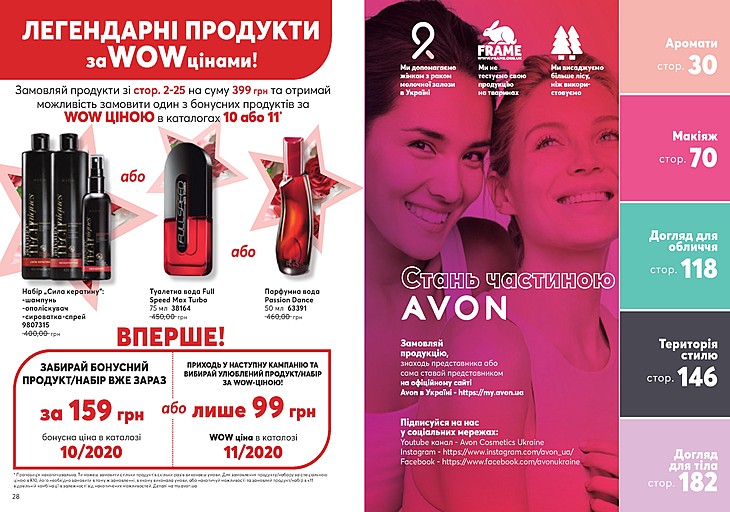 ЛЕГЕНДАРНІ ПРОДУКТИ
за WOW цінами!
Замовляй продукти зі стор. 2-25 на суму 399 грн та отримай
можливість замовити один з бонусних продуктів за
WOW ЦІНОЮ в каталогах 10 або 11*
або
або
Набір „Сила кератину“:
-шампунь
-ополіскувач
-сироватка-спрей
9807315
400,00 грн
Туалетна вода Full
Speed Max Turbo
75 мл 38164
450,00 грн
Парфумна вода
Passion Dance
50 мл 63391
460,00 грн
ВПЕРШЕ!
ЗАБИРАЙ БОНУСНИЙ
ПРОДУКТ/НАБІР ВЖЕ ЗАРАЗ
за 159 грн
бонусна ціна в каталозі
10/2020
або
ПРИХОДЬ У НАСТУПНУ КАМПАНІЮ ТА
ВИБИРАЙ УЛЮБЛЕНИЙ ПРОДУКТ/НАБІР
ЗА WOW-ЦІНОЮ!
лише 99 грн
WOW ціна в каталозі
11/2020
28
Ми допомагаємо
жінкам з раком
молочної залози
в Україні
FRAME
WWW.FRAME.ORG.UK
Ми не
тестуємо свою
продукцію
на тваринах
Ми висаджуємо
більше лісу,
ніж викори-
стовуємо
Стань частиною
AVON
Замовляй
продукцію,
знаходь представника або
сама ставай представником
на офіційному сайті
Avon в Україні - https://my.avon.ua
Підписуйся на нас
у соціальних мережах:
Youtube канал - Avon Cosmetics Ukraine
Instagram - https://www.instagram.com/avon_ua/
Facebook - https://www.facebook.com/avonukraine
Аромати
стор. 30
Макіяж
стор. 70
Догляд для
обличчя
стор. 118
Територія
стилю
стор. 146
Догляд
для тіла
стор. 182